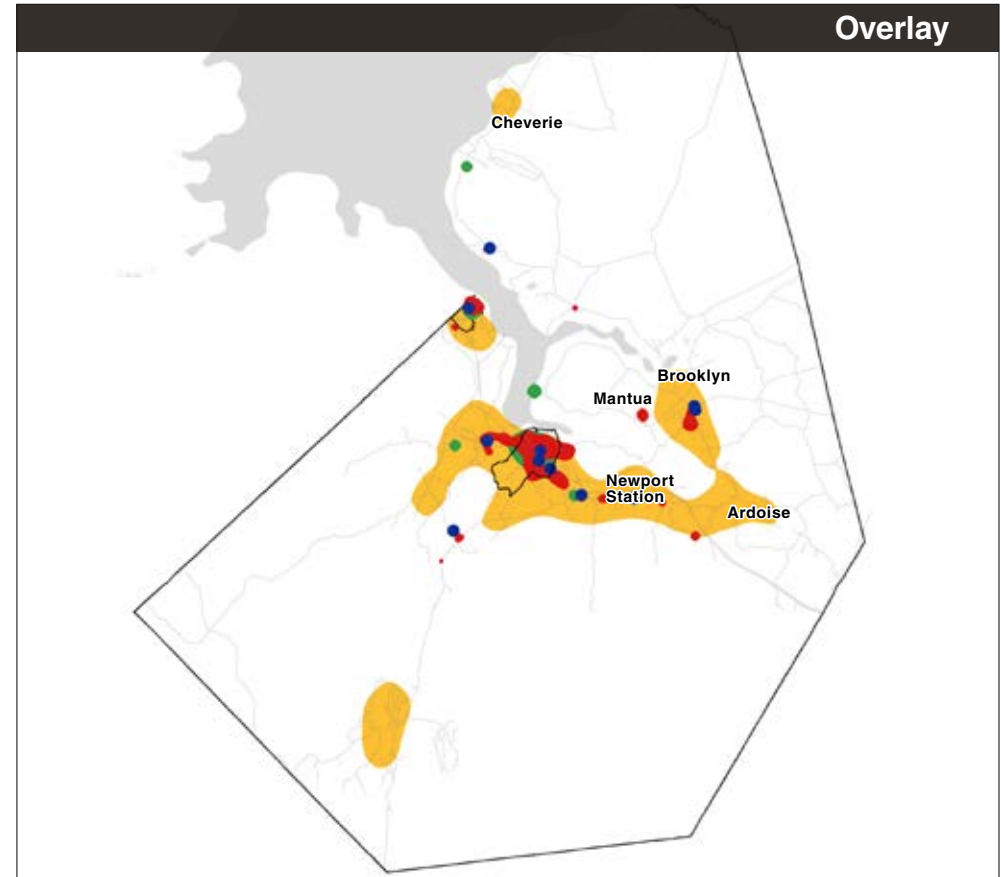 Overlay
Cheverie
Brooklyn
Mantua
Newport
Station
Ardoise